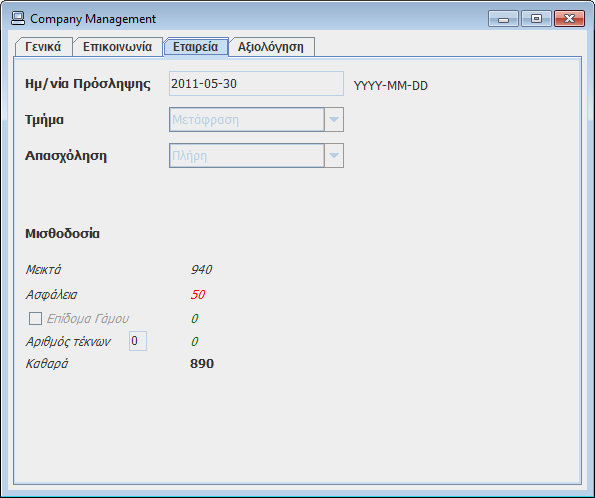 Company Management
Γενικά Επικοινωνία Εταιρεία Αξιολόγηση
Ημ/νία Πρόσληψης 2011-05-30 YYYY-MM-DD
Τμήμα Μετάφραση
Απασχόληση Πλήρη
Μισθοδοσία
Μεικτά 940
Ασφάλεια 50
Επίδομα Γάμου 0
Αριθμός τέκνων 0 0
Καθαρά 890